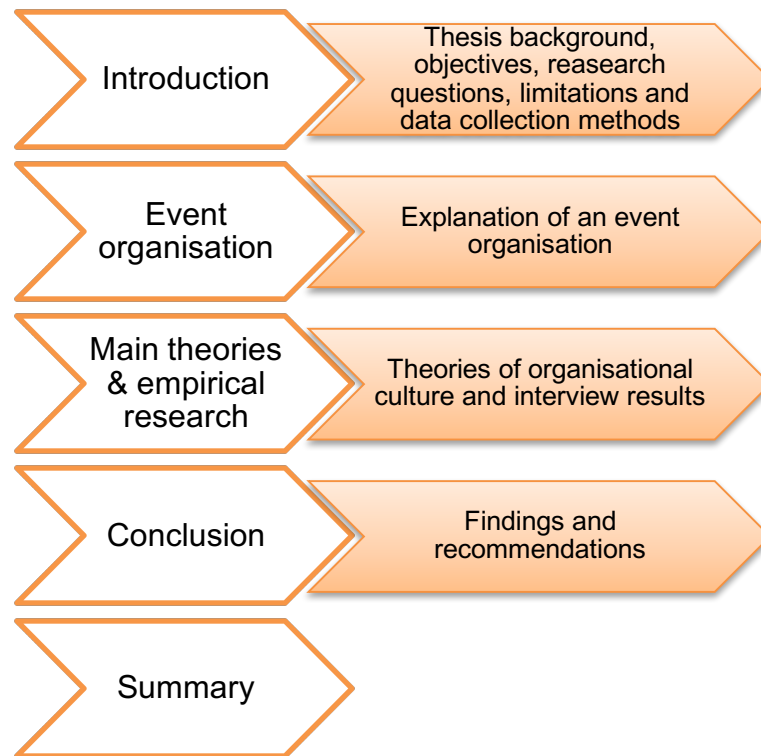 Introduction
Thesis background,
objectives, reasearch
questions, limitations and
data collection methods
Event
organisation
Explanation of an event
organisation
Main theories
& empirical
research
Theories of organisational
culture and interview results
Conclusion
Findings and
recommendations
Summary